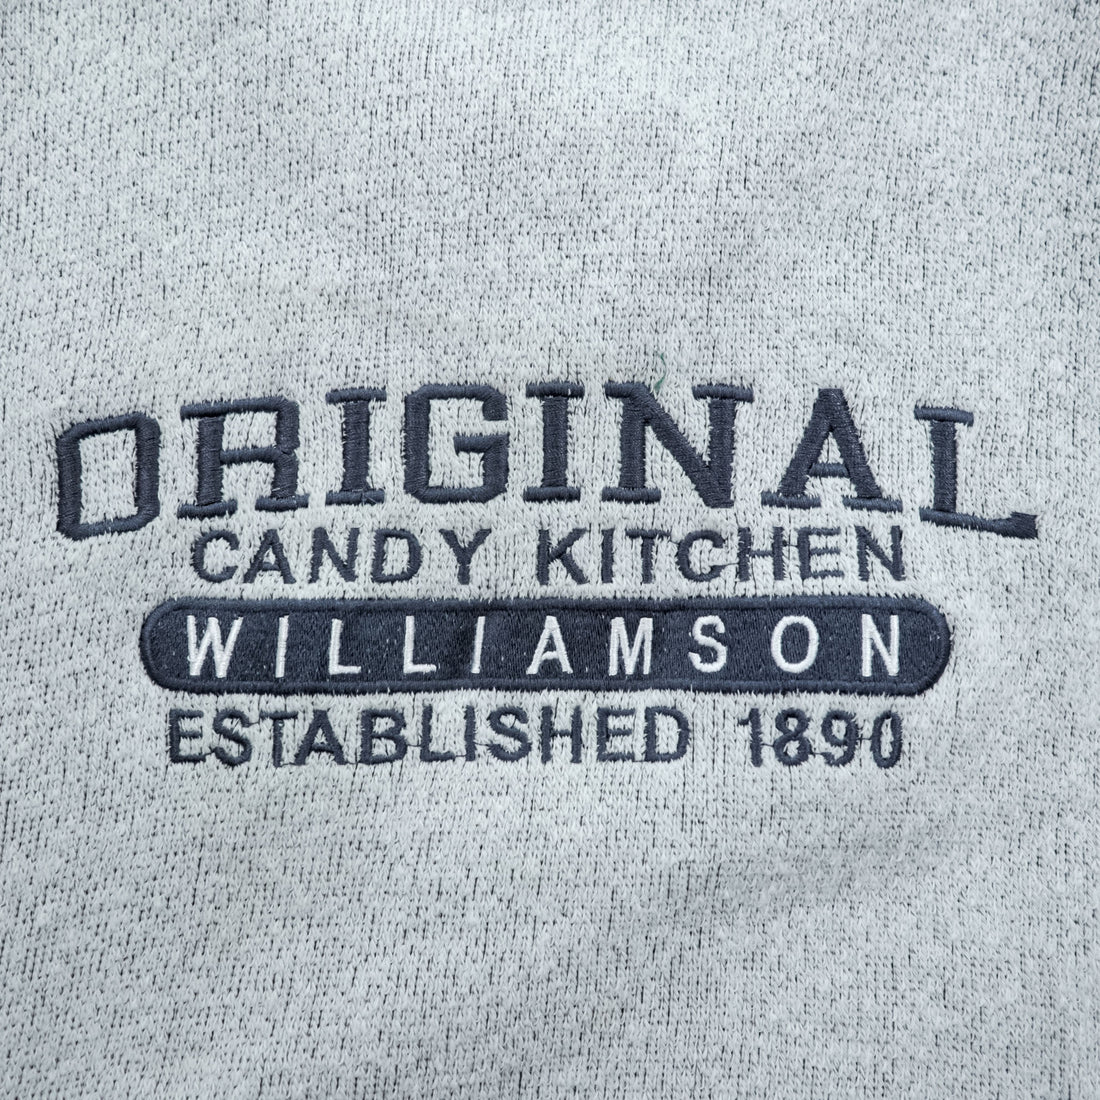 ORIGINAL
CANDY KITCHEN
WILLIAMSON
ESTABLISHED 1890